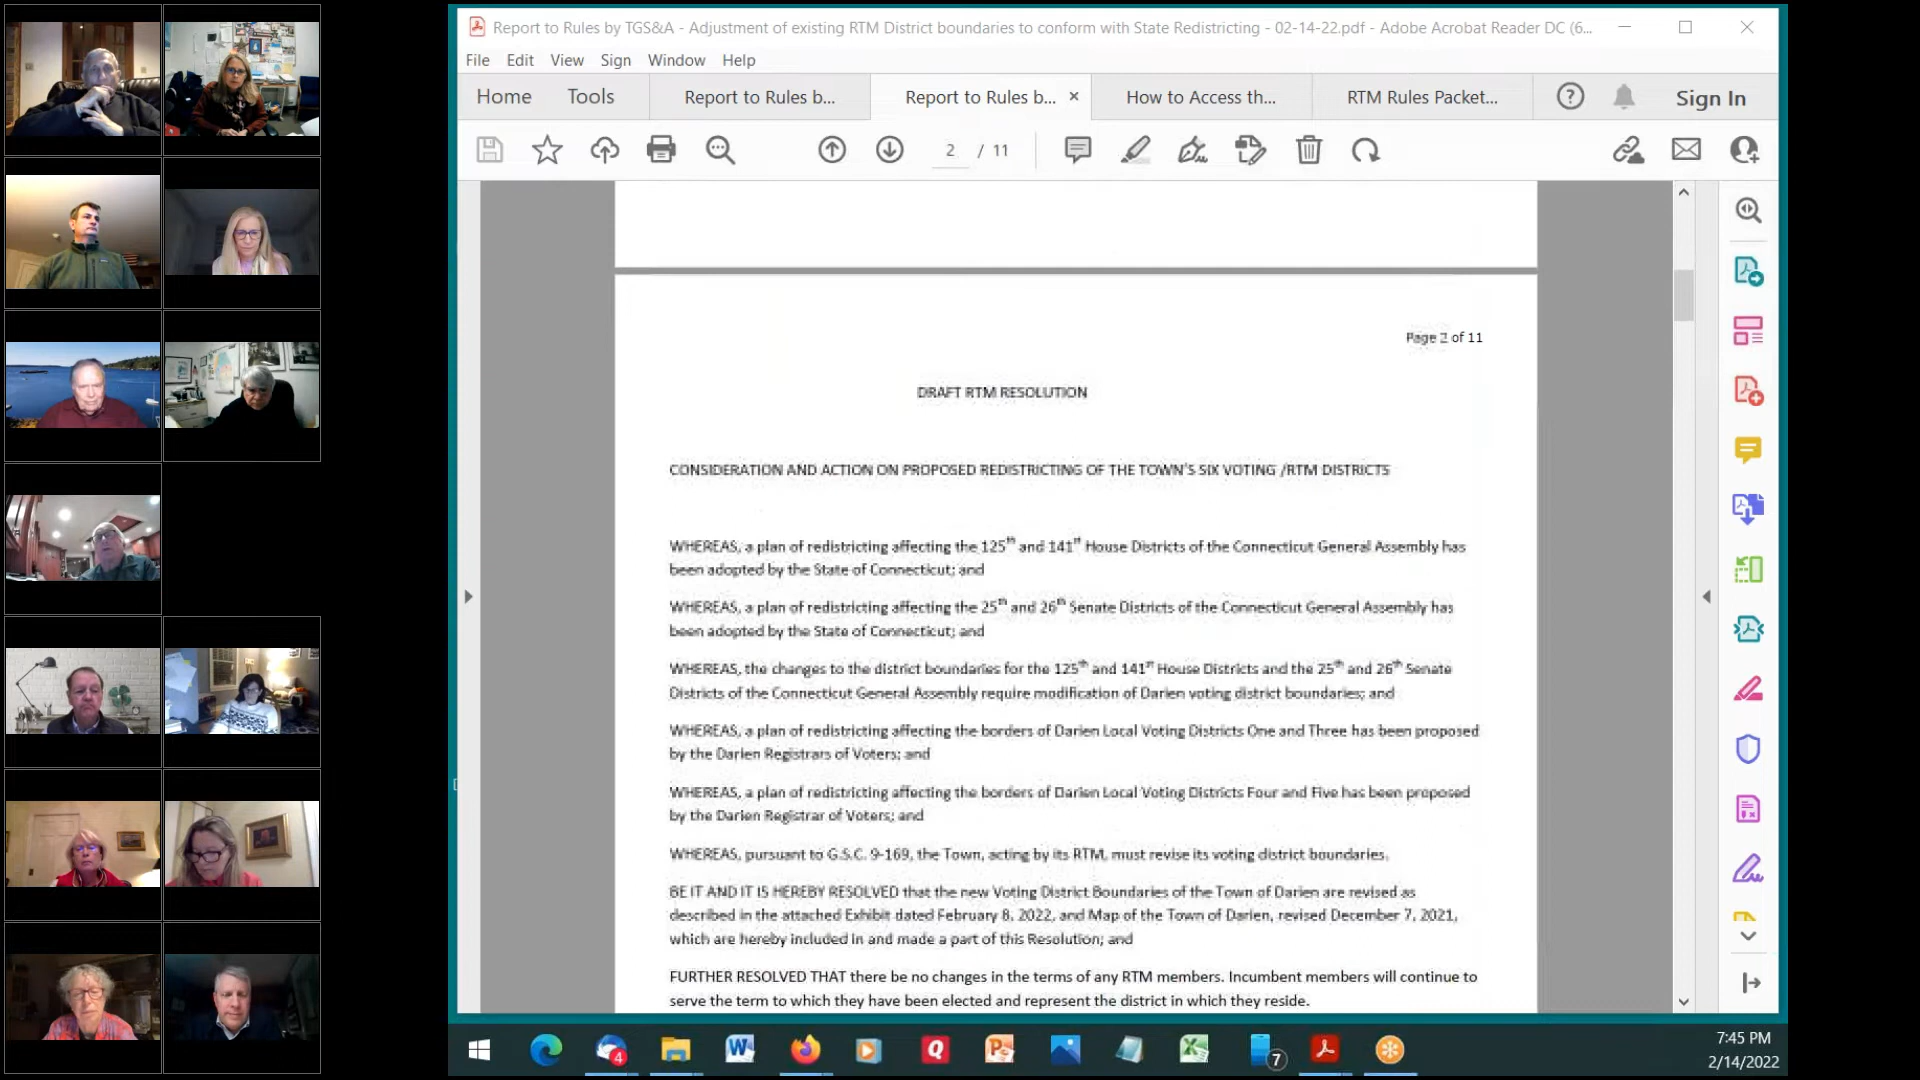 Report to Rules by TGS&A - Adjustment of existing RTM District boundaries to conform with State Redistricting - 02-14-22.pdf - Adobe Acrobat Reader DC (6...
File Edit View Sign Window Help
Home Tools Report to Rules b... Report to Rules b... × How to Access th... RTM Rules Packet... Sign In
2 / 11
Page 2 of 11
DRAFT RTM RESOLUTION
CONSIDERATION AND ACTION ON PROPOSED REDISTRICTING OF THE TOWN'S SIX VOTING /RTM DISTRICTS
WHEREAS, a plan of redistricting affecting the 125th and 141st House Districts of the Connecticut General Assembly has
been adopted by the State of Connecticut; and
WHEREAS, a plan of redistricting affecting the 25th and 26th Senate Districts of the Connecticut General Assembly has
been adopted by the State of Connecticut; and
WHEREAS, the changes to the district boundaries for the 125th and 141st House Districts and the 25th and 26th Senate
Districts of the Connecticut General Assembly require modification of Darien voting district boundaries; and
WHEREAS, a plan of redistricting affecting the borders of Darien Local Voting Districts One and Three has been proposed
by the Darien Registrars of Voters; and
WHEREAS, a plan of redistricting affecting the borders of Darien Local Voting Districts Four and Five has been proposed
by the Darien Registrar of Voters; and
WHEREAS, pursuant to G.S.C. 9-169, the Town, acting by its RTM, must revise its voting district boundaries.
BE IT AND IT IS HEREBY RESOLVED that the new Voting District Boundaries of the Town of Darien are revised as
described in the attached Exhibit dated February 8, 2022, and Map of the Town of Darien, revised December 7, 2021,
which are hereby included in and made a part of this Resolution; and
FURTHER RESOLVED THAT there be no changes in the terms of any RTM members. Incumbent members will continue to
serve the term to which they have been elected and represent the district in which they reside.
4
7
7:45 PM
2/14/2022